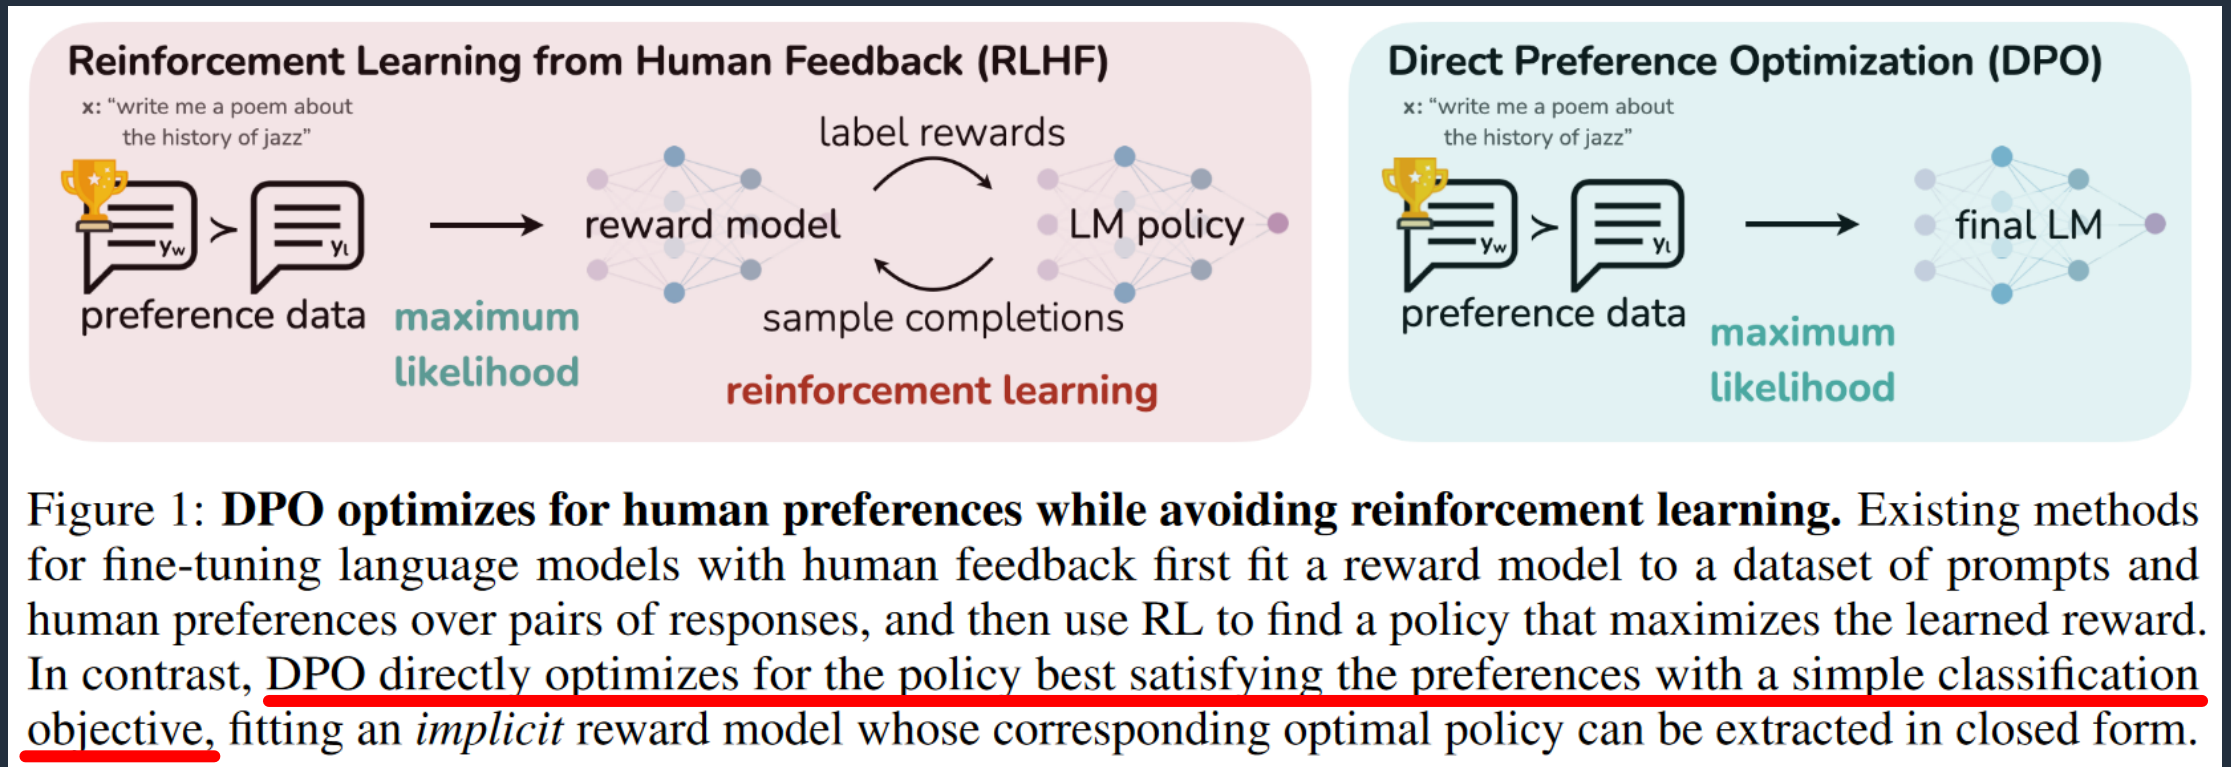 Reinforcement Learning from Human Feedback (RLHF)
x: “write me a poem about
the history of jazz”
label rewards
yw
yl
reward model
LM policy
preference data
maximum
likelihood
sample completions
reinforcement learning
Direct Preference Optimization (DPO)
x: “write me a poem about
the history of jazz”
yw
yl
final LM
preference data
maximum
likelihood
Figure 1: DPO optimizes for human preferences while avoiding reinforcement learning. Existing methods
for fine-tuning language models with human feedback first fit a reward model to a dataset of prompts and
human preferences over pairs of responses, and then use RL to find a policy that maximizes the learned reward.
In contrast, DPO directly optimizes for the policy best satisfying the preferences with a simple classification
objective, fitting an implicit reward model whose corresponding optimal policy can be extracted in closed form.